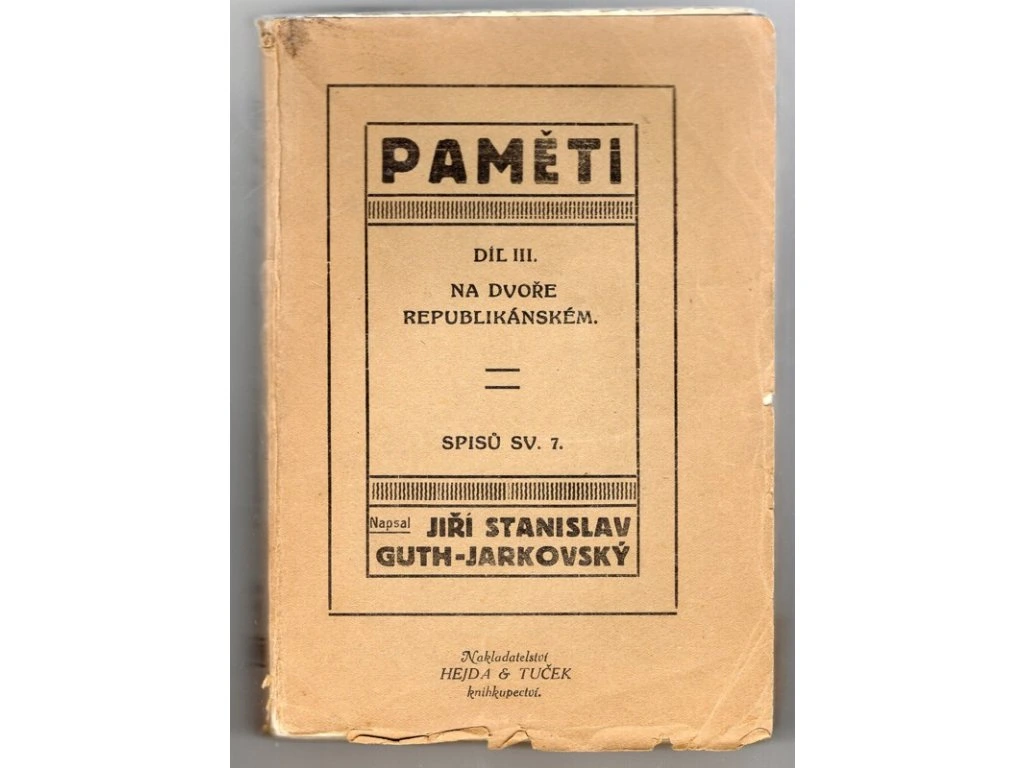 PAMĚTI
DÍL III.
NA DVOŘE
REPUBLIKÁNSKÉM.
SPISŮ SV. 7.
Napsal JIŘÍ STANISLAV
GUTH-JARKOVSKÝ
Nakladatelství
HEJDA & TUČEK
knihkupectví.